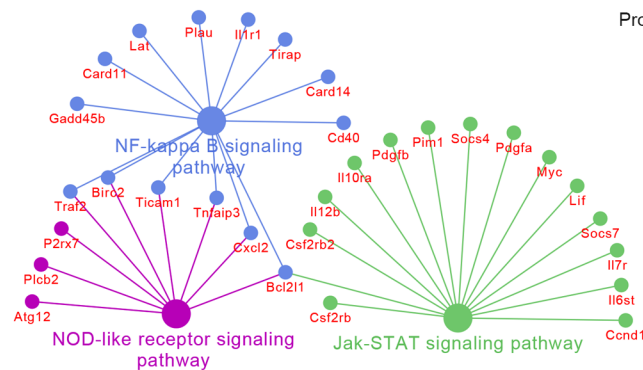 Pro
Plau
Il1r1
Lat
Tirap
Card11
Card14
Gadd45b
Cd40
NF-kappa B signaling
pathway
Socs4
Pim1
Pdgfa
Pdgfb
Myc
Il10ra
Lif
Il12b
Socs7
Csf2rb2
Il7r
Il6st
Ccnd1
Csf2rb
Traf2
Birc2
Ticam1
Tnfaip3
Cxcl2
Bcl2l1
P2rx7
Plcb2
Atg12
NOD-like receptor signaling
pathway
Jak-STAT signaling pathway